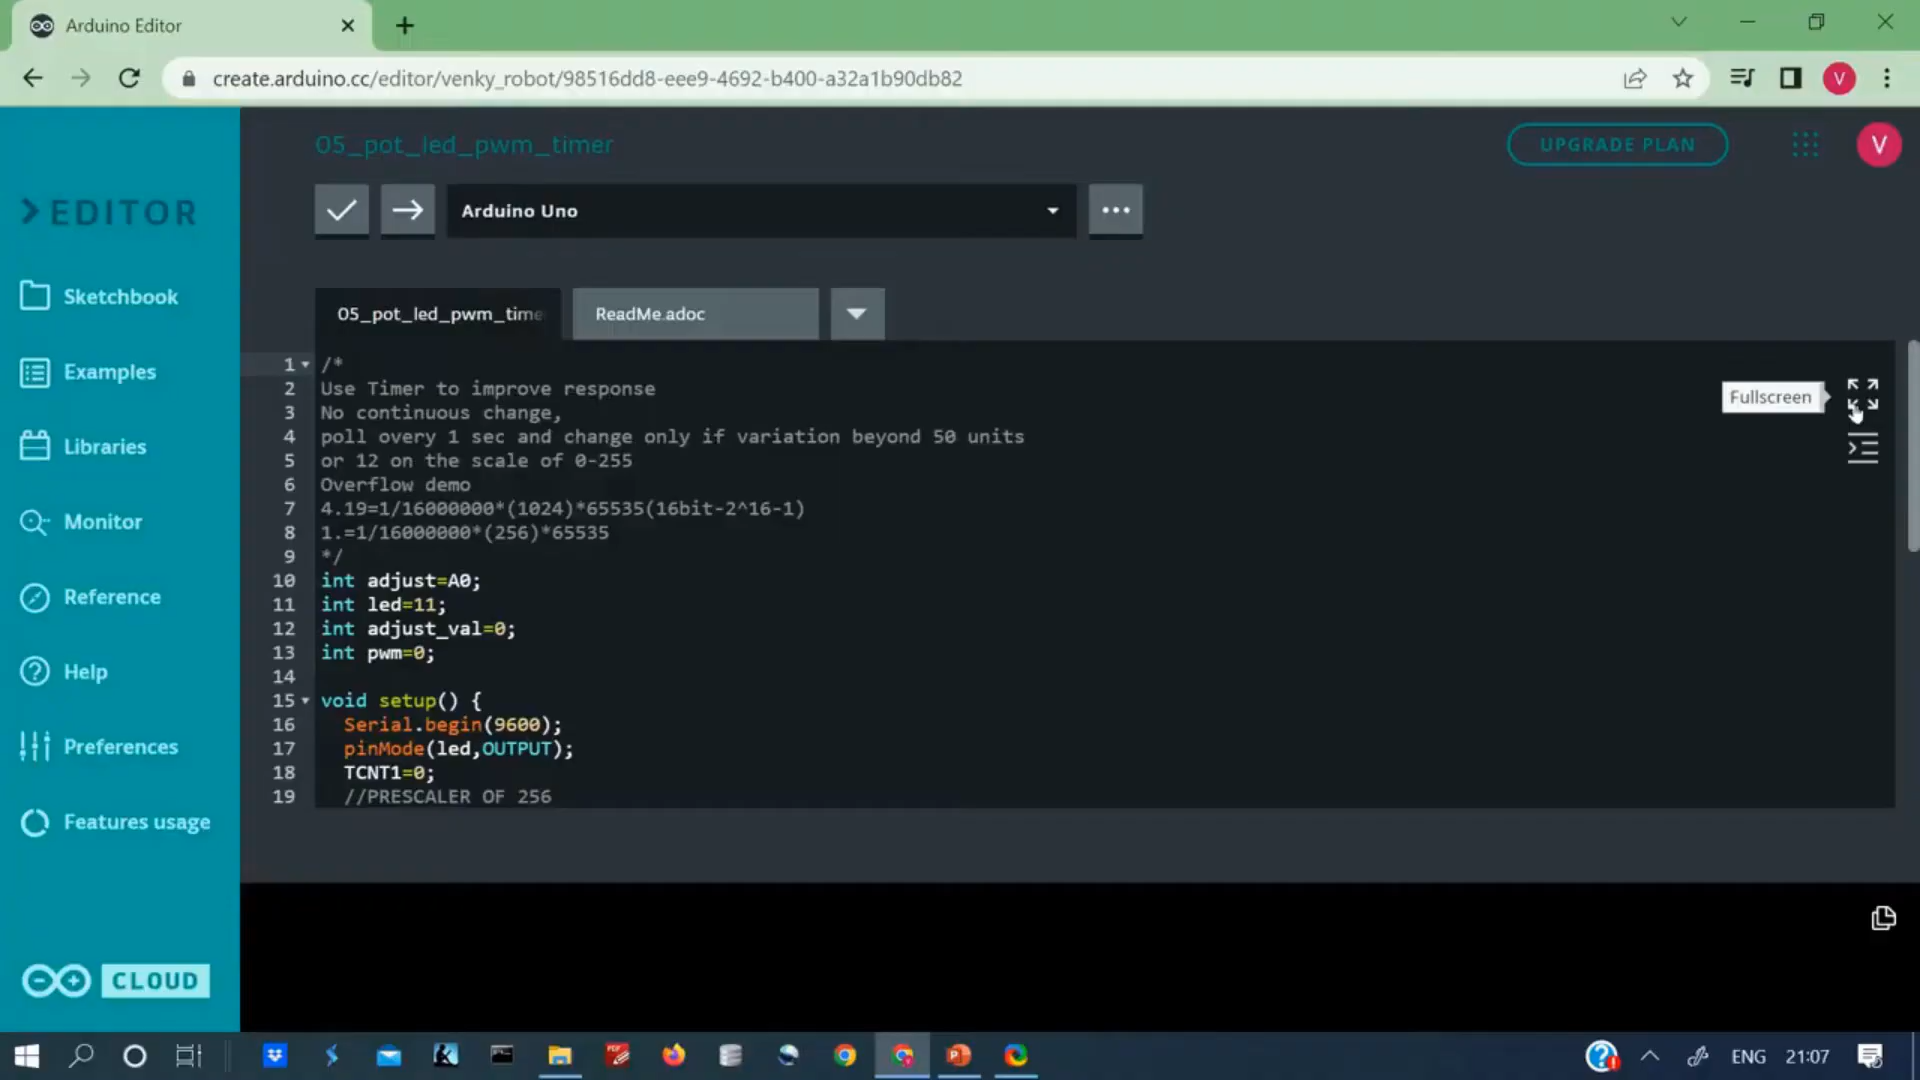 Arduino Editor
create.arduino.cc/editor/venky_robot/98516dd8-eee9-4692-b400-a32a1b90db82
V
05_pot_led_pwm_timer
UPGRADE PLAN
V
EDITOR
Arduino Uno
Sketchbook
Examples
Libraries
Monitor
Reference
Help
Preferences
Features usage
CLOUD
05_pot_led_pwm_time
ReadMe.adoc
Fullscreen
1 /*
2 Use Timer to improve response
3 No continuous change,
4 poll overy 1 sec and change only if variation beyond 50 units
5 or 12 on the scale of 0-255
6 Overflow demo
7 4.19=1/16000000*(1024)*65535(16bit-2^16-1)
8 1.=1/16000000*(256)*65535
9 */
10 int adjust=A0;
11 int led=11;
12 int adjust_val=0;
13 int pwm=0;
14
15 void setup() {
16 Serial.begin(9600);
17 pinMode(led,OUTPUT);
18 TCNT1=0;
19 //PRESCALER OF 256
ENG 21:07